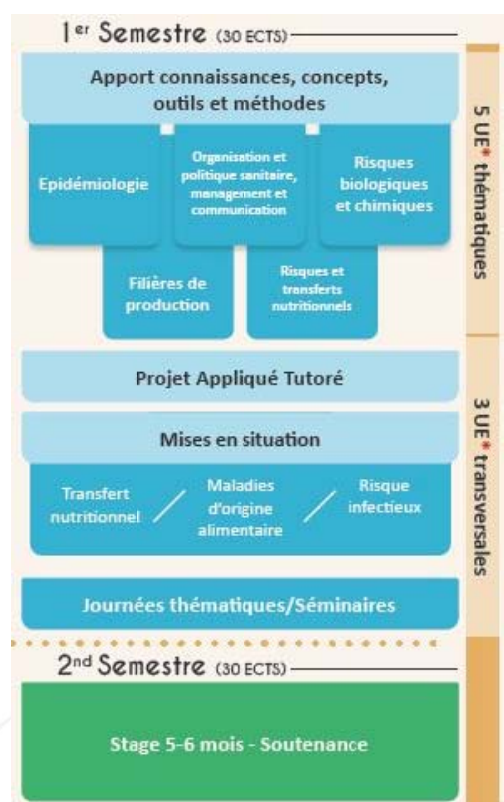 1er Semestre (30 ECTS)
Apport connaissances, concepts,
outils et méthodes
Epidémiologie
Organisation et
politique sanitaire,
management et
communication
Risques
biologiques
et chimiques
Filières de
production
Risques et
transferts
nutritionnels
5 UE* thématiques
Projet Appliqué Tutoré
Mises en situation
Transfert
nutritionnel
Maladies
d'origine
alimentaire
Risque
infectieux
Journées thématiques/Séminaires
3 UE* transversales
2nd Semestre (30 ECTS)
Stage 5-6 mois - Soutenance